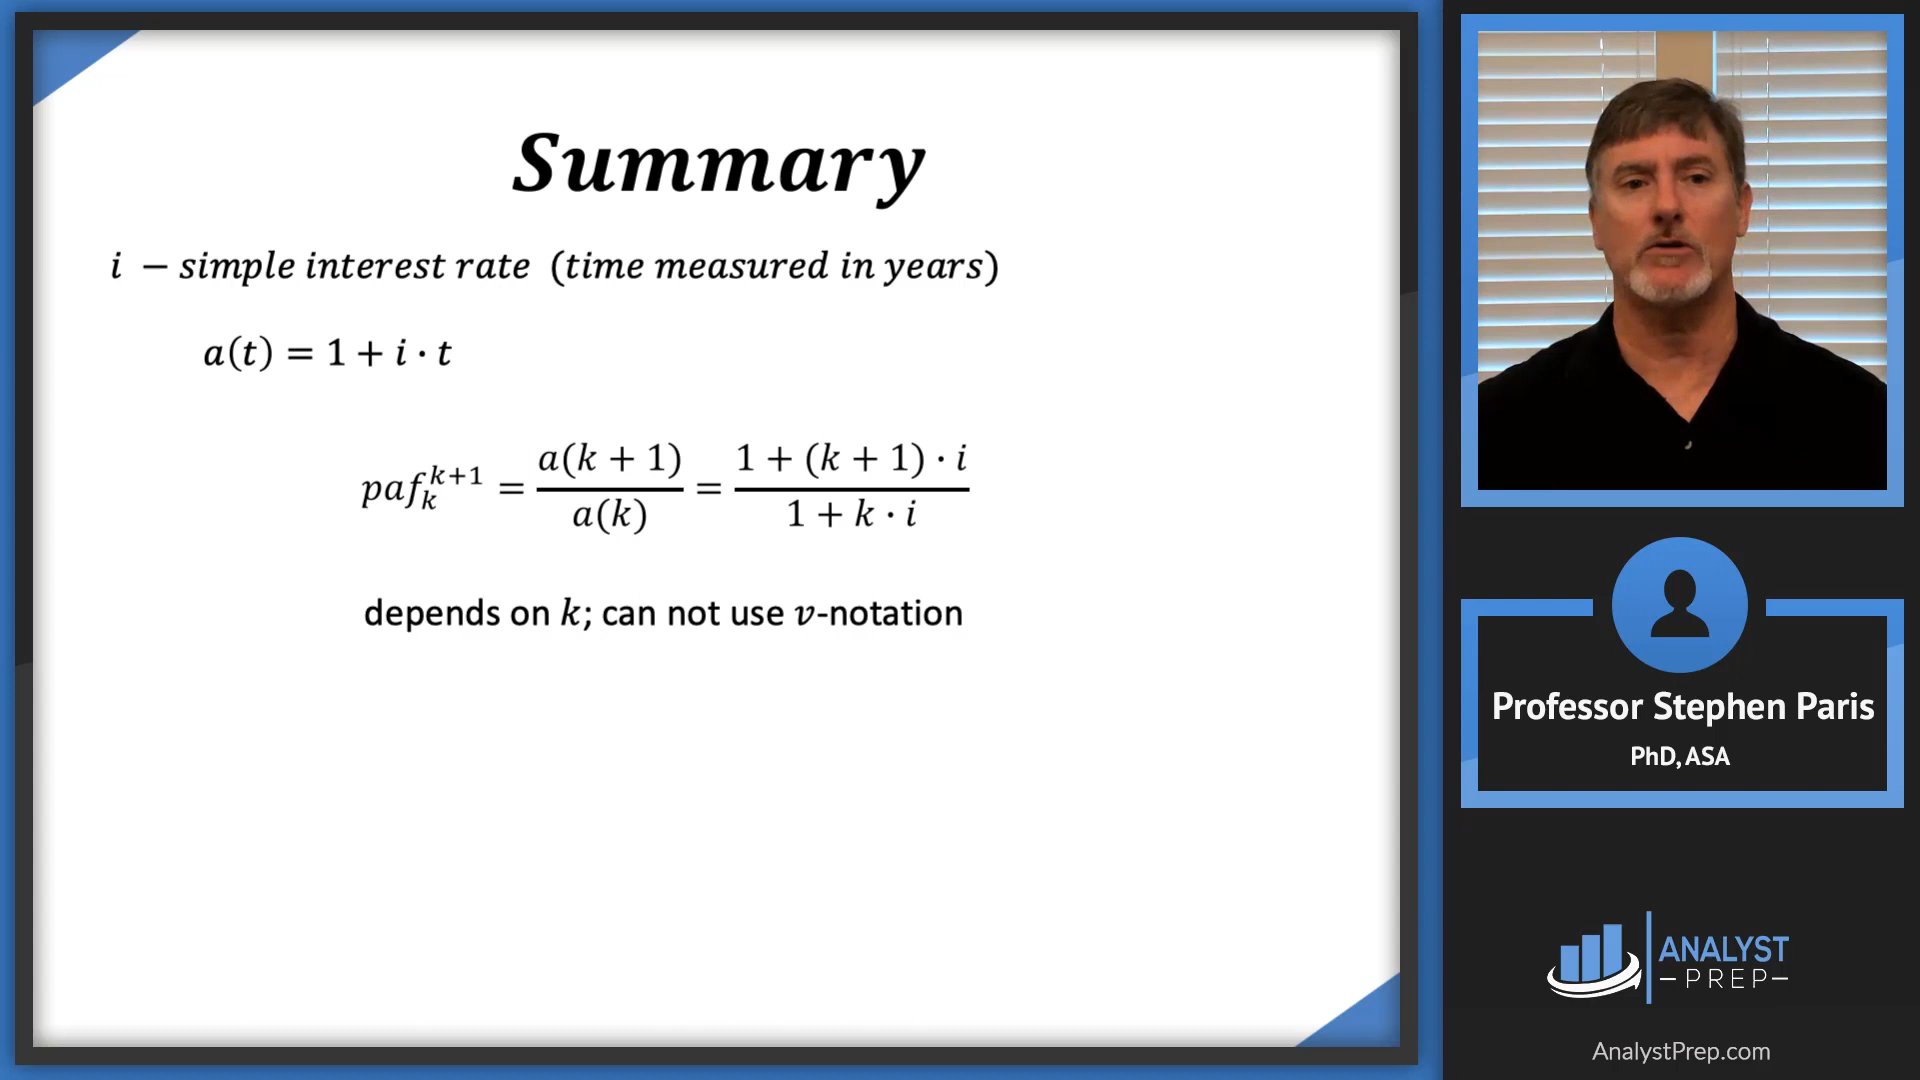 Summary
i − simple interest rate (time measured in years)
a(t) = 1 + i · t
paf_k^{k+1} = a(k + 1) / a(k) = 1 + (k + 1) · i / 1 + k · i
depends on k; can not use v-notation
Professor Stephen Paris
PhD, ASA
ANALYST
PREP
AnalystPrep.com